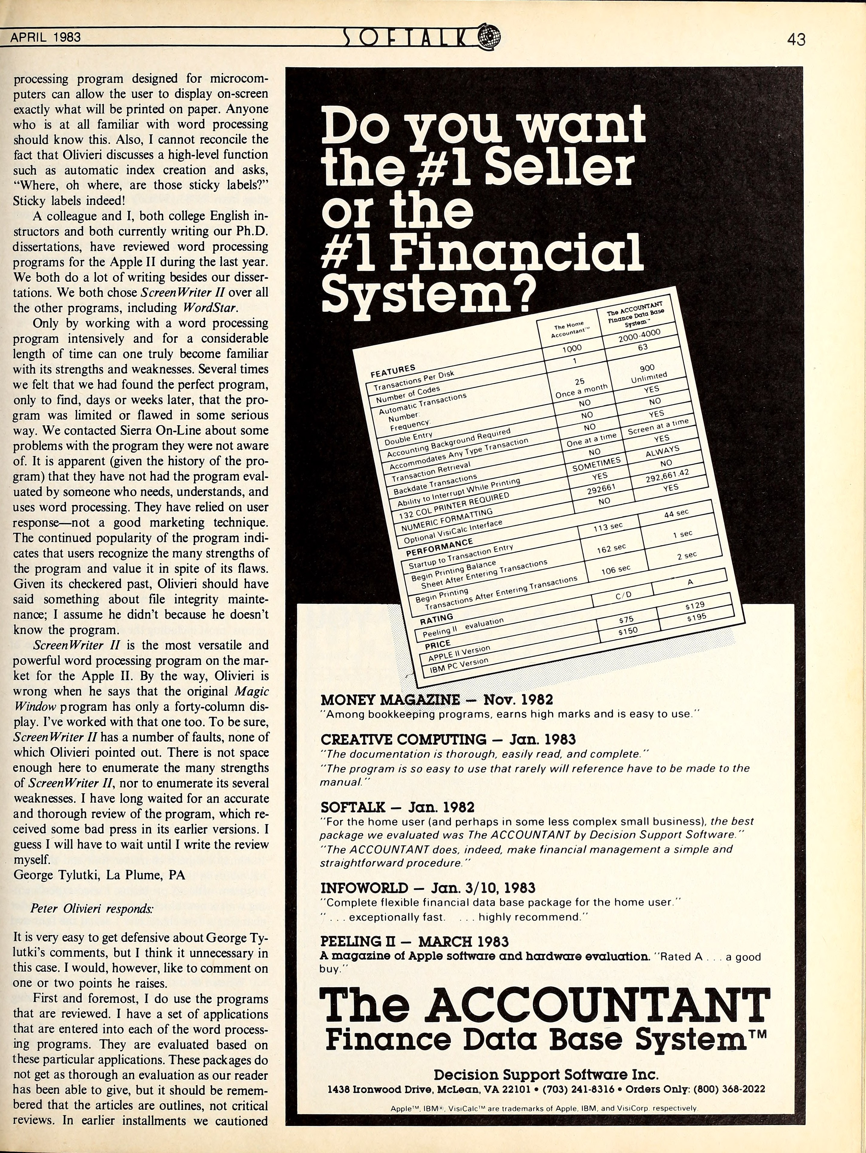 APRIL 1983
SOFTALK
43
processing program designed for microcom-
puters can allow the user to display on-screen
exactly what will be printed on paper. Anyone
who is at all familiar with word processing
should know this. Also, I cannot reconcile the
fact that Olivieri discusses a high-level function
such as automatic index creation and asks,
“Where, oh where, are those sticky labels?”
Sticky labels indeed!
A colleague and I, both college English in-
structors and both currently writing our Ph.D.
dissertations, have reviewed word processing
programs for the Apple II during the last year.
We both do a lot of writing besides our disser-
tations. We both chose ScreenWriter II over all
the other programs, including WordStar.
Only by working with a word processing
program intensively and for a considerable
length of time can one truly become familiar
with its strengths and weaknesses. Several times
we felt that we had found the perfect program,
only to find, days or weeks later, that the pro-
gram was limited or flawed in some serious
way. We contacted Sierra On-Line about some
problems with the program they were not aware
of. It is apparent (given the history of the pro-
gram) that they have not had the program eval-
uated by someone who needs, understands, and
uses word processing. They have relied on user
response—not a good marketing technique.
The continued popularity of the program indi-
cates that users recognize the many strengths of
the program and value it in spite of its flaws.
Given its checkered past, Olivieri should have
said something about file integrity mainte-
nance; I assume he didn't because he doesn't
know the program.
ScreenWriter II is the most versatile and
powerful word processing program on the mar-
ket for the Apple II. By the way, Olivieri is
wrong when he says that the original Magic
Window program has only a forty-column dis-
play. I've worked with that one too. To be sure,
ScreenWriter II has a number of faults, none of
which Olivieri pointed out. There is not space
enough here to enumerate the many strengths
of ScreenWriter II, nor to enumerate its several
weaknesses. I have long waited for an accurate
and thorough review of the program, which re-
ceived some bad press in its earlier versions. I
guess I will have to wait until I write the review
myself.
George Tylutki, La Plume, PA
Peter Olivieri responds:
It is very easy to get defensive about George Ty-
lutki's comments, but I think it unnecessary in
this case. I would, however, like to comment on
one or two points he raises.
First and foremost, I do use the programs
that are reviewed. I have a set of applications
that are entered into each of the word process-
ing programs. They are evaluated based on
these particular applications. These packages do
not get as thorough an evaluation as our reader
has been able to give, but it should be remem-
bered that the articles are outlines, not critical
reviews. In earlier installments we cautioned
Do you want
the #1 Seller
or the
#1 Financial
System?
The Home Accountant™ The ACCOUNTANT Finance Data Base System™
FEATURES
Transactions Per Disk 1000 2000-4000
Number of Codes 1 63
Automatic Transactions
Number 25 900
Frequency Once a month Unlimited
Double Entry NO YES
Accounting Background Required NO NO
Accommodates Any Type Transaction NO YES
Transaction Retrieval One at a time Screen at a time
Backdate Transactions NO YES
Ability to Interrupt While Printing SOMETIMES ALWAYS
132 COL PRINTER REQUIRED YES NO
NUMERIC FORMATTING 292661 292,661.42
Optional VisiCalc Interface NO YES
PERFORMANCE
Startup to Transaction Entry 113 sec 44 sec
Begin Printing Balance
Sheet After Entering Transactions 162 sec 1 sec
Begin Printing
Transactions After Entering Transactions 106 sec 2 sec
RATING
Peeling II evaluation C/D A
PRICE
APPLE II Version $75 $129
IBM PC Version $150 $195
MONEY MAGAZINE — Nov. 1982
“Among bookkeeping programs, earns high marks and is easy to use.”
CREATIVE COMPUTING — Jan. 1983
“The documentation is thorough, easily read, and complete.”
“The program is so easy to use that rarely will reference have to be made to the
manual.”
SOFTALK — Jan. 1982
“For the home user (and perhaps in some less complex small business), the best
package we evaluated was The ACCOUNTANT by Decision Support Software.”
“The ACCOUNTANT does, indeed, make financial management a simple and
straightforward procedure.”
INFOWORLD — Jan. 3/10, 1983
“Complete flexible financial data base package for the home user.”
“ . . . exceptionally fast. . . . highly recommend.”
PEELING II — MARCH 1983
A magazine of Apple software and hardware evaluation. “Rated A . . . a good
buy.”
The ACCOUNTANT
Finance Data Base System™
Decision Support Software Inc.
1438 Ironwood Drive, McLean, VA 22101 • (703) 241-8316 • Orders Only: (800) 368-2022
Apple™, IBM®, VisiCalc™ are trademarks of Apple, IBM, and VisiCorp. respectively.